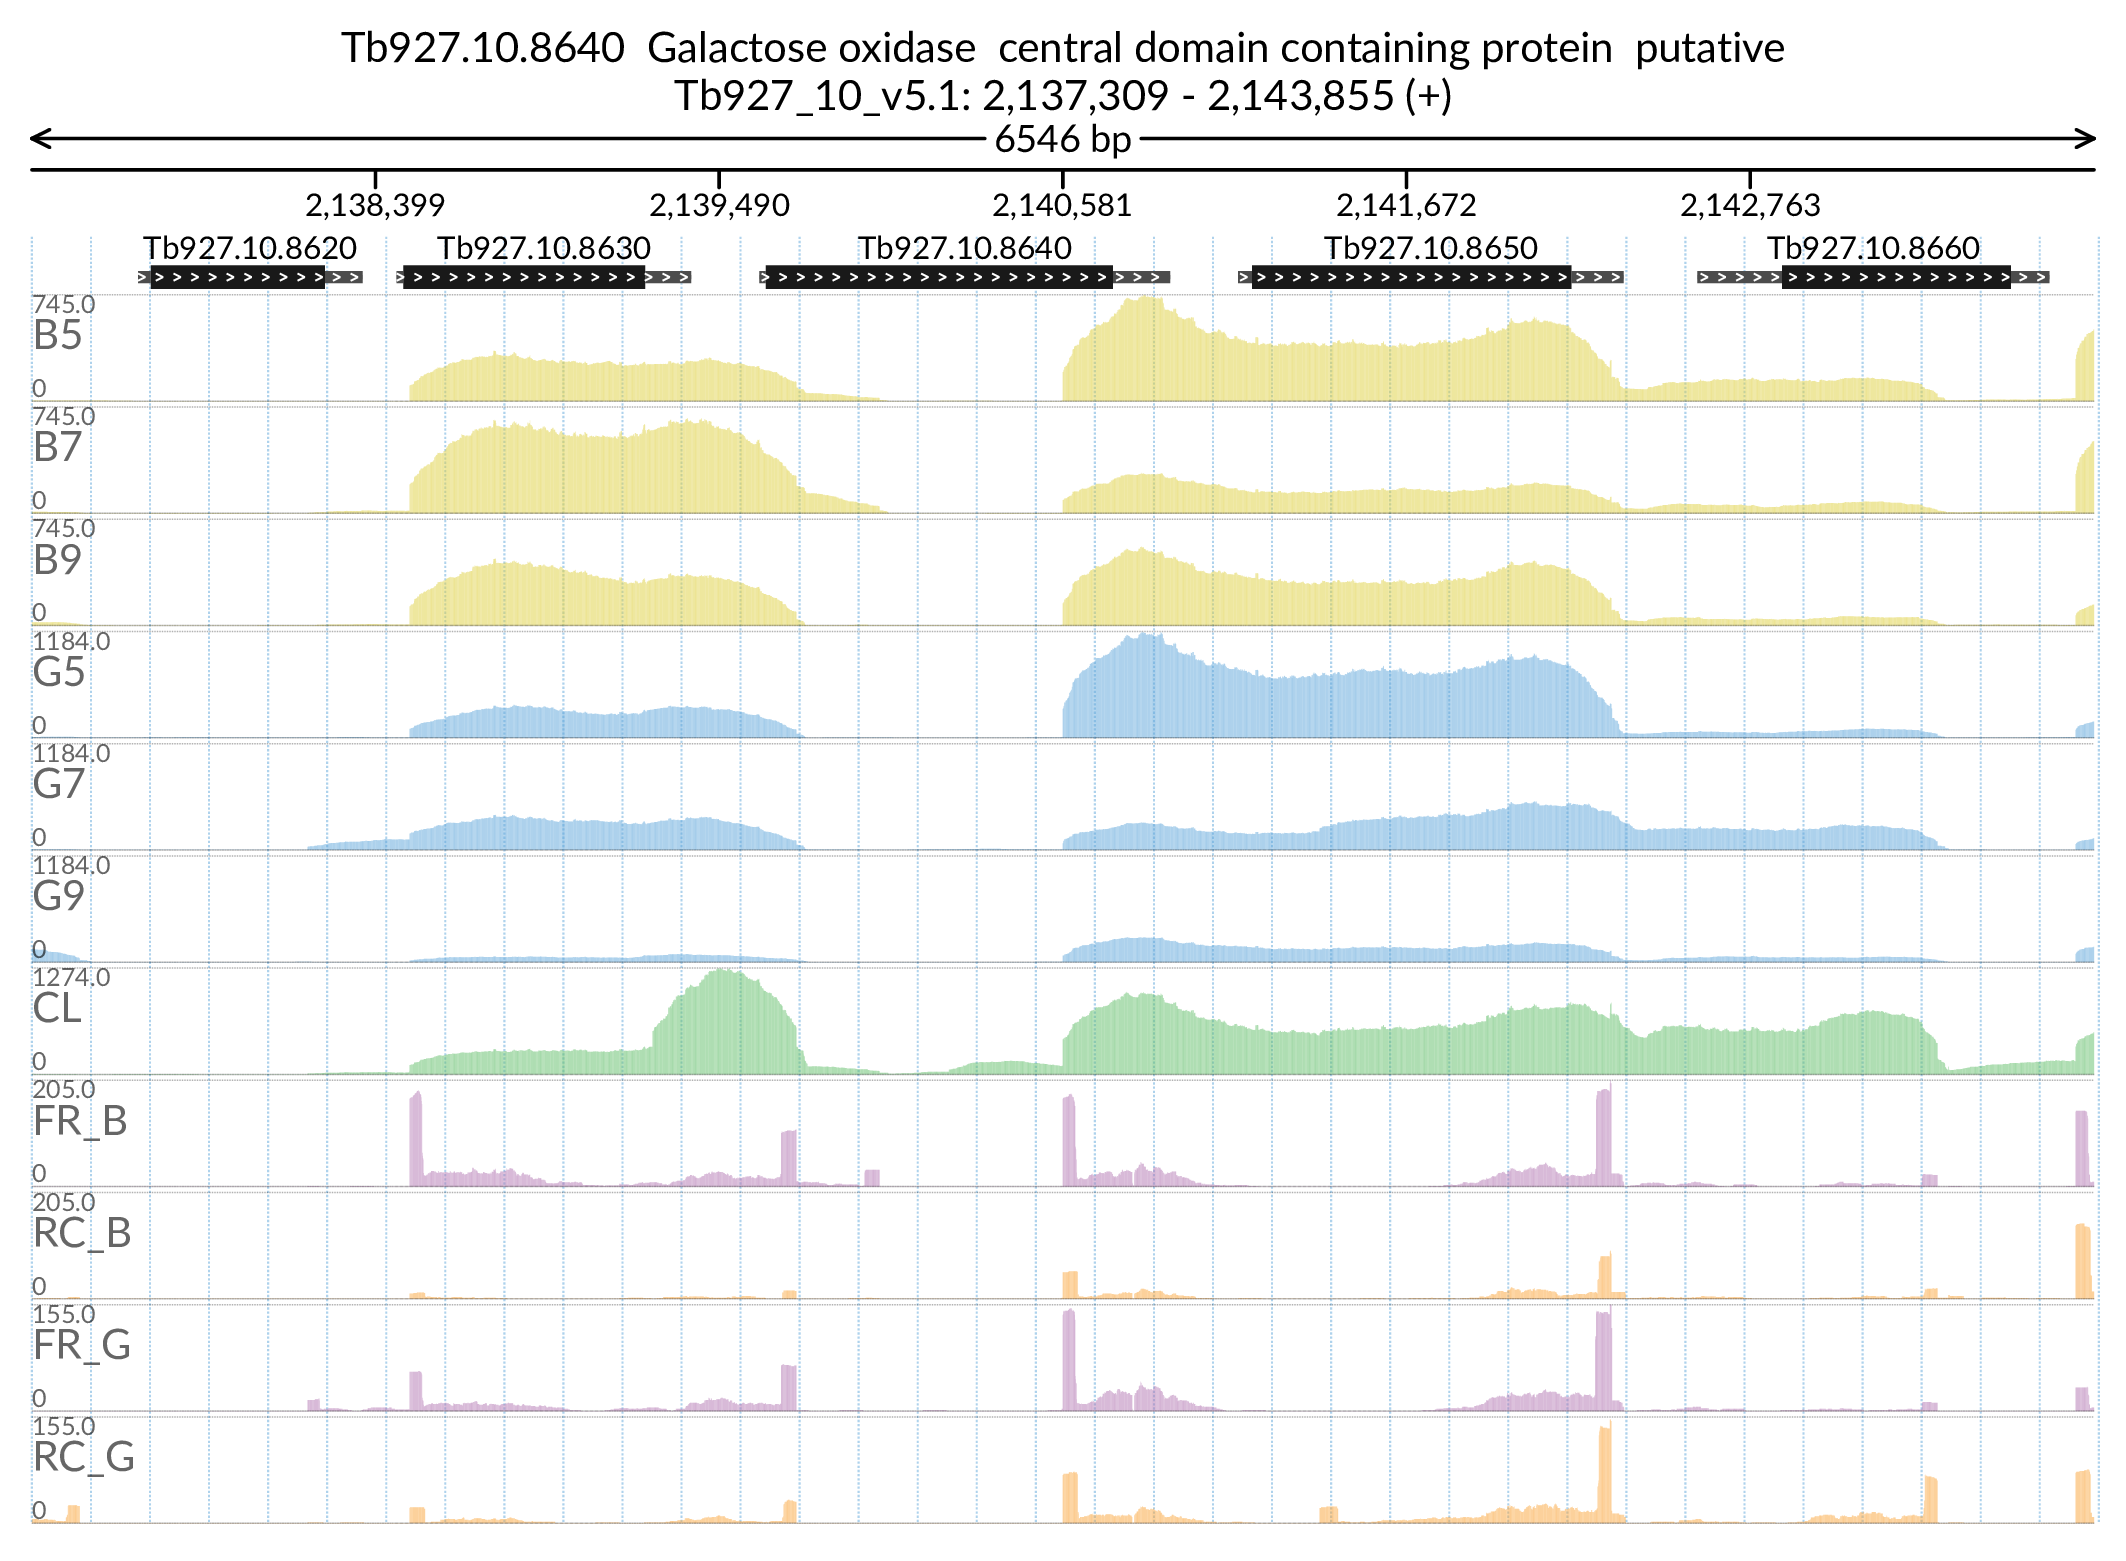 Tb927.10.8640  Galactose oxidase  central domain containing protein  putative
Tb927_10_v5.1: 2,137,309 - 2,143,855 (+)
6546 bp
2,138,399 2,139,490 2,140,581 2,141,672 2,142,763
Tb927.10.8620 Tb927.10.8630 Tb927.10.8640 Tb927.10.8650 Tb927.10.8660
745.0
B5
0
745.0
B7
0
745.0
B9
0
1184.0
G5
0
1184.0
G7
0
1184.0
G9
0
1274.0
CL
0
205.0
FR_B
0
205.0
RC_B
0
155.0
FR_G
0
155.0
RC_G
0